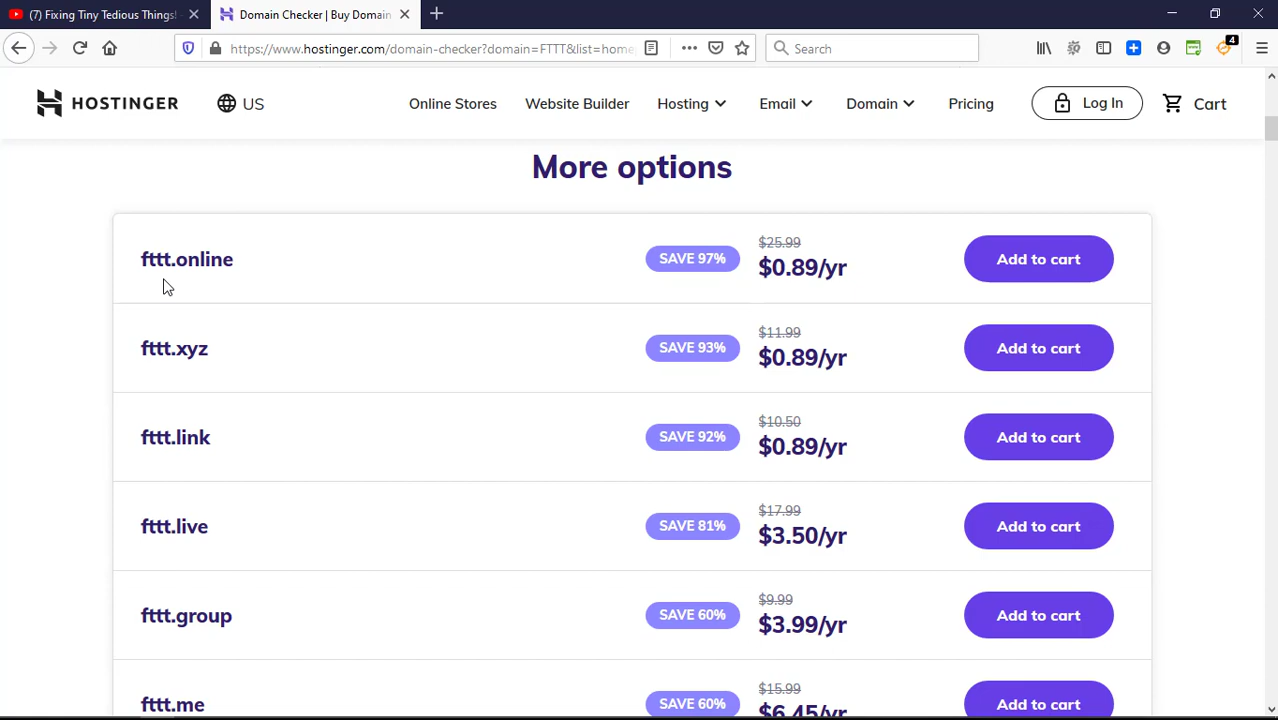 (7) Fixing Tiny Tedious Things!
Domain Checker | Buy Domain
https://www.hostinger.com/domain-checker?domain=FTTT&list=home
Search
4
HOSTINGER
US
Online Stores
Website Builder
Hosting
Email
Domain
Pricing
Log In
Cart
More options
fttt.online
SAVE 97%
$25.99
$0.89/yr
Add to cart
fttt.xyz
SAVE 93%
$11.99
$0.89/yr
Add to cart
fttt.link
SAVE 92%
$10.50
$0.89/yr
Add to cart
fttt.live
SAVE 81%
$17.99
$3.50/yr
Add to cart
fttt.group
SAVE 60%
$9.99
$3.99/yr
Add to cart
fttt.me
SAVE 60%
$15.99
$6.45/yr
Add to cart